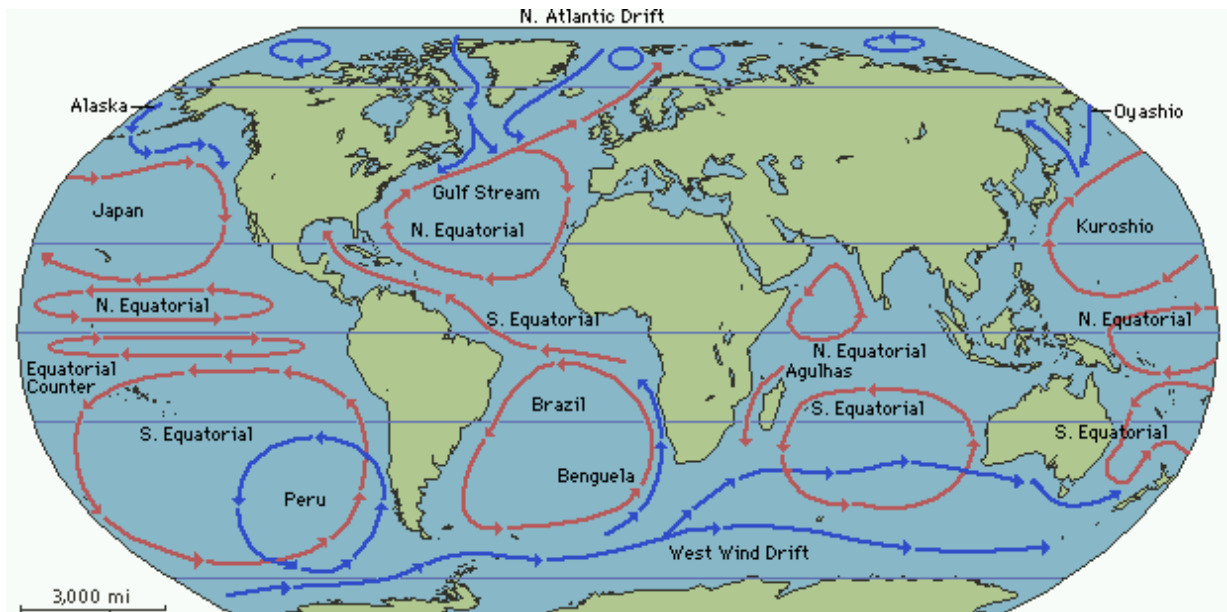 N. Atlantic Drift
Alaska
Oyashio
Gulf Stream
Japan
N. Equatorial
Kuroshio
N. Equatorial
S. Equatorial
N. Equatorial
N. Equatorial
Equatorial
Counter
Agulhas
Brazil
S. Equatorial
S. Equatorial
S. Equatorial
Benguela
Peru
West Wind Drift
3,000 mi